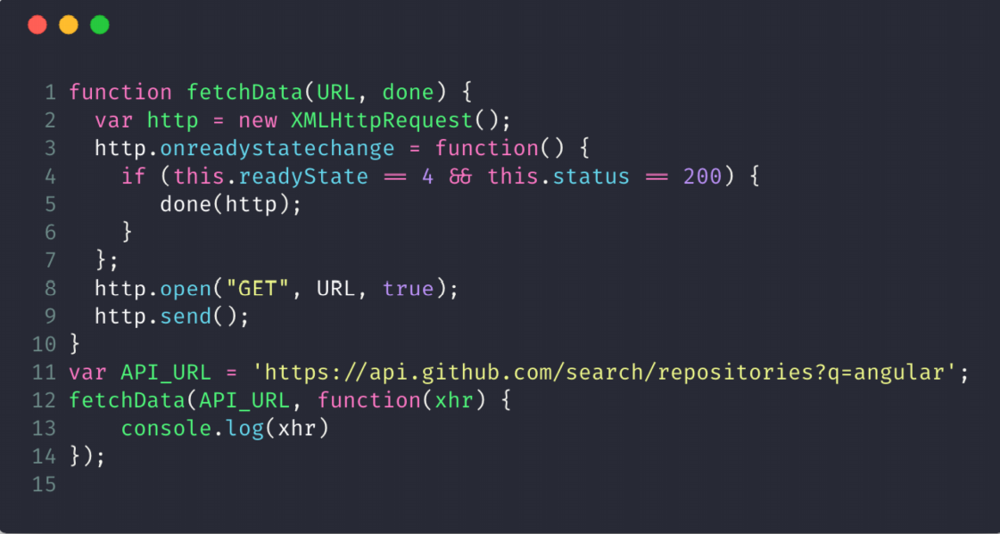 1 function fetchData(URL, done) {
2   var http = new XMLHttpRequest();
3   http.onreadystatechange = function() {
4     if (this.readyState == 4 && this.status == 200) {
5        done(http);
6     }
7   };
8   http.open("GET", URL, true);
9   http.send();
10 }
11 var API_URL = 'https://api.github.com/search/repositories?q=angular';
12 fetchData(API_URL, function(xhr) {
13     console.log(xhr)
14 });
15